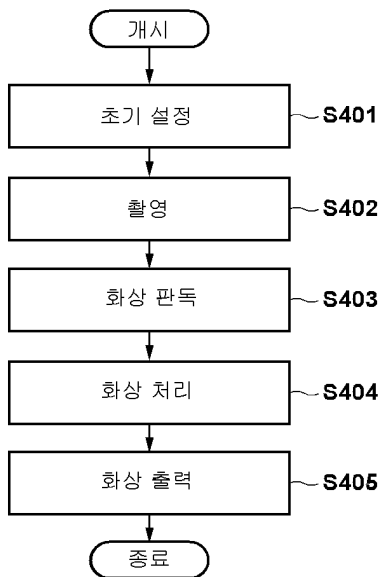 개시
초기 설정
S401
촬영
S402
화상 판독
S403
화상 처리
S404
화상 출력
S405
종료